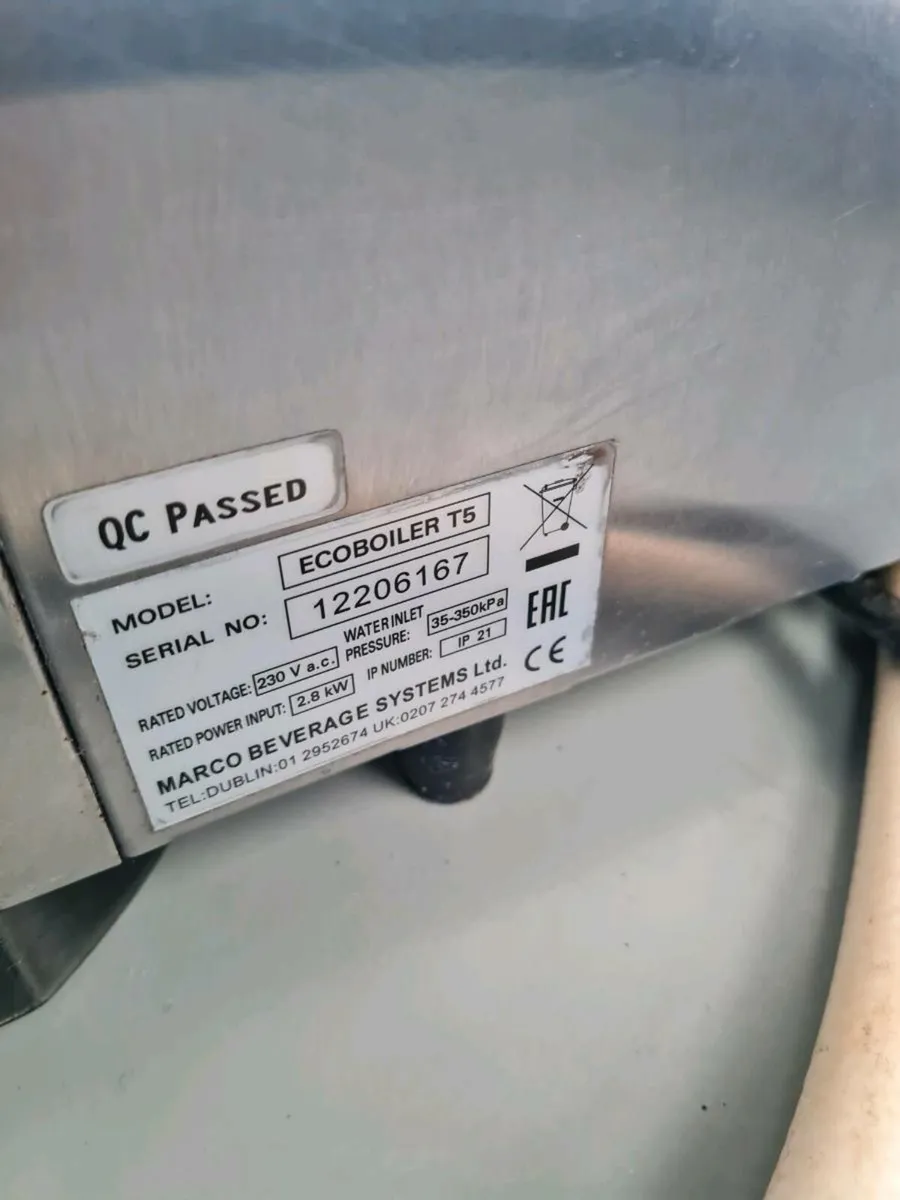 QC PASSED
MODEL: ECOBOILER T5
SERIAL NO: 12206167
RATED VOLTAGE: 230 V a.c. WATER INLET PRESSURE: 35-350kPa
RATED POWER INPUT: 2.8 kW IP NUMBER: IP 21
MARCO BEVERAGE SYSTEMS Ltd.
TEL:DUBLIN:01 2952674 UK:0207 274 4577
EAC
CE